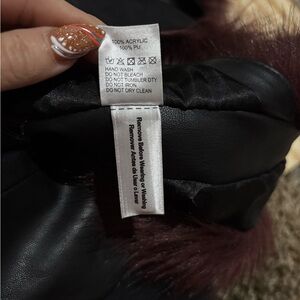 100% ACRYLIC
100% PU
HAND WASH
DO NOT BLEACH
DO NOT TUMBLER DTY
DO NOT IRON
DO NOT DRY CLEAN
Remove Before Wearing or Washing
Remover Antes de Usar o Lavar